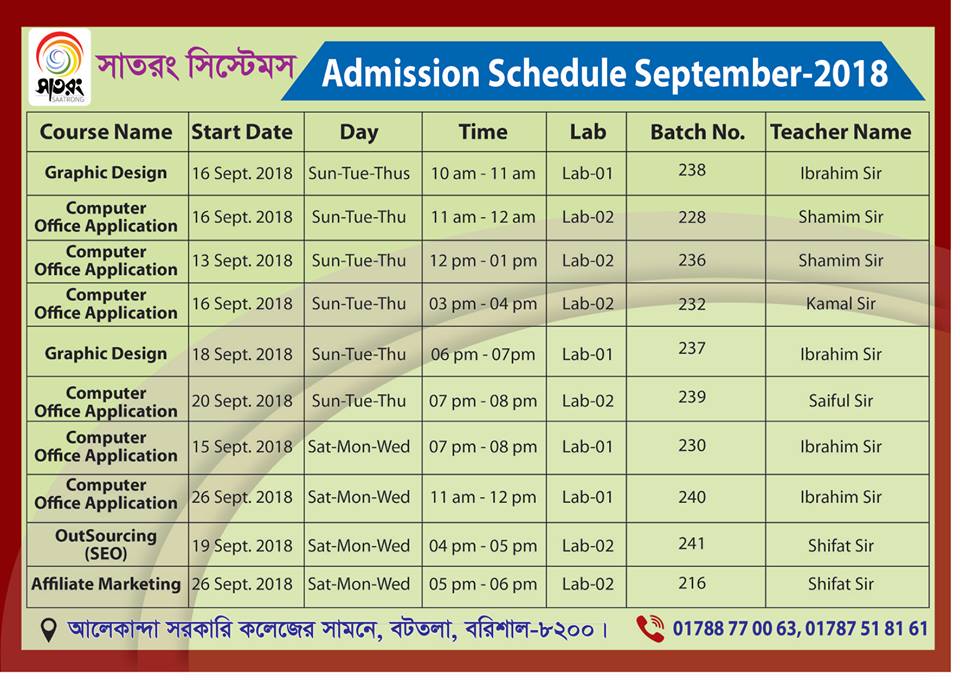 সাতরং
SAATRONG
সাতরং সিস্টেমস
Admission Schedule September-2018
Course Name Start Date Day Time Lab Batch No. Teacher Name
Graphic Design 16 Sept. 2018 Sun-Tue-Thus 10 am - 11 am Lab-01 238 Ibrahim Sir
Computer
Office Application 16 Sept. 2018 Sun-Tue-Thu 11 am - 12 am Lab-02 228 Shamim Sir
Computer
Office Application 13 Sept. 2018 Sun-Tue-Thu 12 pm - 01 pm Lab-02 236 Shamim Sir
Computer
Office Application 16 Sept. 2018 Sun-Tue-Thu 03 pm - 04 pm Lab-02 232 Kamal Sir
Graphic Design 18 Sept. 2018 Sun-Tue-Thu 06 pm - 07pm Lab-01 237 Ibrahim Sir
Computer
Office Application 20 Sept. 2018 Sun-Tue-Thu 07 pm - 08 pm Lab-02 239 Saiful Sir
Computer
Office Application 15 Sept. 2018 Sat-Mon-Wed 07 pm - 08 pm Lab-01 230 Ibrahim Sir
Computer
Office Application 26 Sept. 2018 Sat-Mon-Wed 11 am - 12 pm Lab-01 240 Ibrahim Sir
OutSourcing
(SEO) 19 Sept. 2018 Sat-Mon-Wed 04 pm - 05 pm Lab-02 241 Shifat Sir
Affiliate Marketing 26 Sept. 2018 Sat-Mon-Wed 05 pm - 06 pm Lab-02 216 Shifat Sir
আলেকান্দা সরকারি কলেজের সামনে, বটতলা, বরিশাল-৮২০০। 01788 77 00 63, 01787 51 81 61